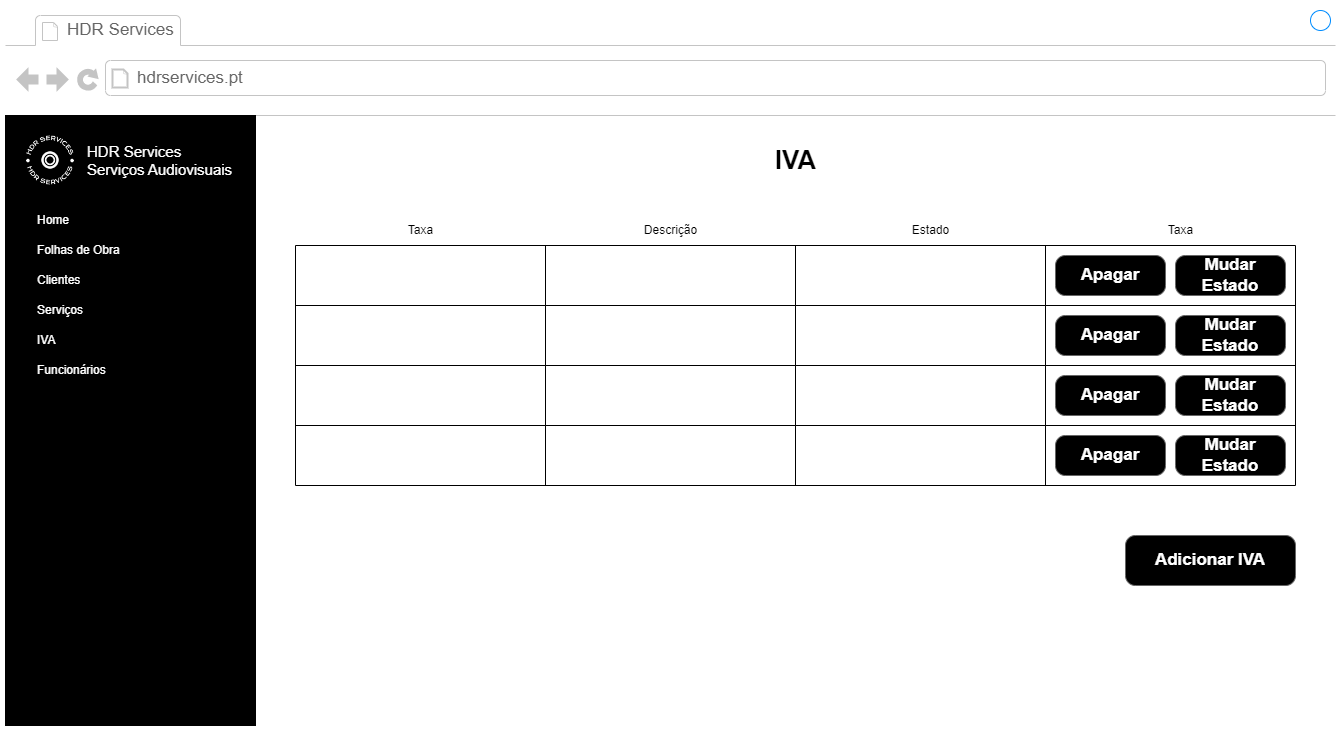 HDR Services
hdrservices.pt
HDR SERVICES
HDR SERVICES
HDR Services
Serviços Audiovisuais
Home
Folhas de Obra
Clientes
Serviços
IVA
Funcionários
IVA
Taxa Descrição Estado Taxa
Apagar
Mudar
Estado
Apagar
Mudar
Estado
Apagar
Mudar
Estado
Apagar
Mudar
Estado
Adicionar IVA